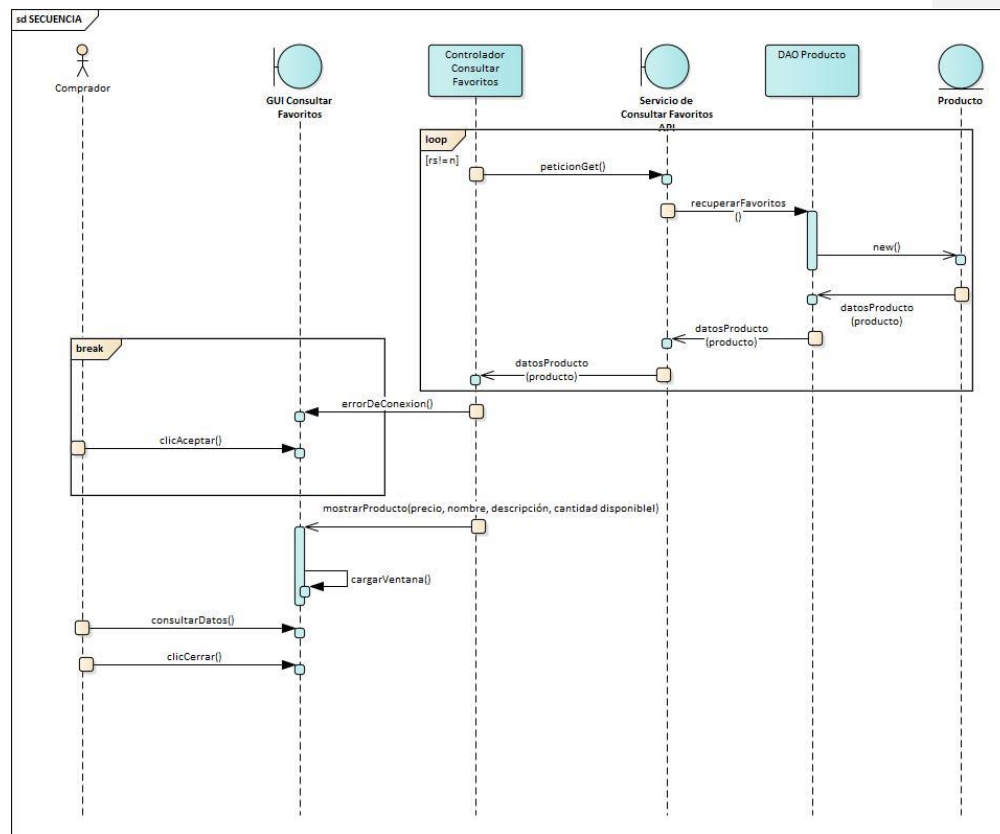 sd SECUENCIA
Comprador
GUI Consultar
Favoritos
Controlador
Consultar
Favoritos
Servicio de
Consultar Favoritos
API
DAO Producto
Producto
loop
[rs!= n]
peticionGet()
recuperarFavoritos
()
new()
datosProducto
(producto)
datosProducto
(producto)
datosProducto
(producto)
break
errorDeConexion()
clicAceptar()
mostrarProducto(precio, nombre, descripción, cantidad disponiblel)
cargarVentana()
consultarDatos()
clicCerrar()